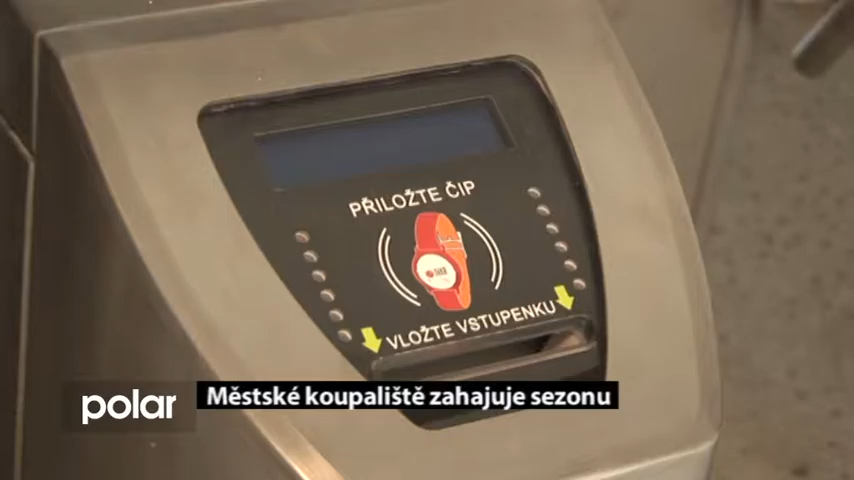 PŘILOŽTE ČIP
VLOŽTE VSTUPENKU
polar
Městské koupaliště zahajuje sezonu